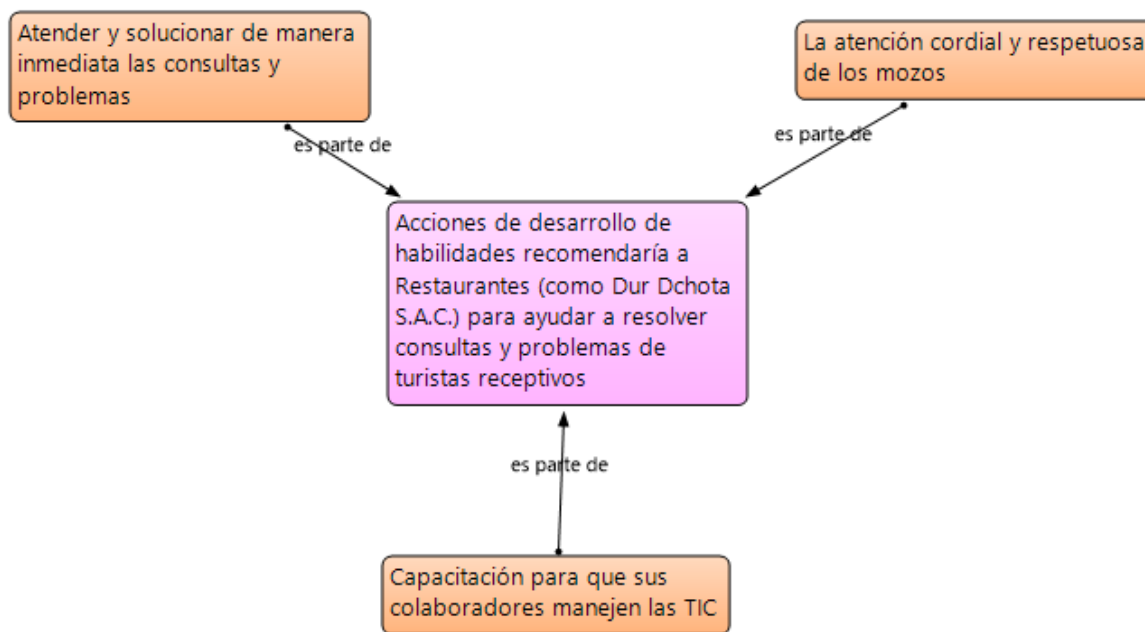 Atender y solucionar de manera
inmediata las consultas y
problemas
La atención cordial y respetuosa
de los mozos
es parte de
es parte de
Acciones de desarrollo de
habilidades recomendaría a
Restaurantes (como Dur Dchota
S.A.C.) para ayudar a resolver
consultas y problemas de
turistas receptivos
es parte de
Capacitación para que sus
colaboradores manejen las TIC